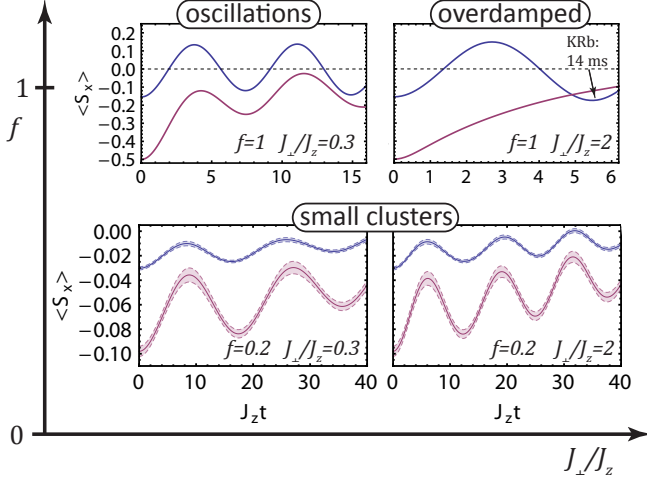 oscillations
overdamped
0.2
0.1
0.0
−0.1
−0.2
−0.3
−0.4
−0.5
<Sx>
f=1 J⊥/Jz=0.3
0 5 10 15
KRb:
14 ms
f=1 J⊥/Jz=2
0 1 2 3 4 5 6
1
f
small clusters
0.00
−0.02
−0.04
−0.06
−0.08
−0.10
<Sx>
f=0.2 J⊥/Jz=0.3
0 10 20 30 40
Jzt
f=0.2 J⊥/Jz=2
0 10 20 30 40
Jzt
0
J⊥/Jz